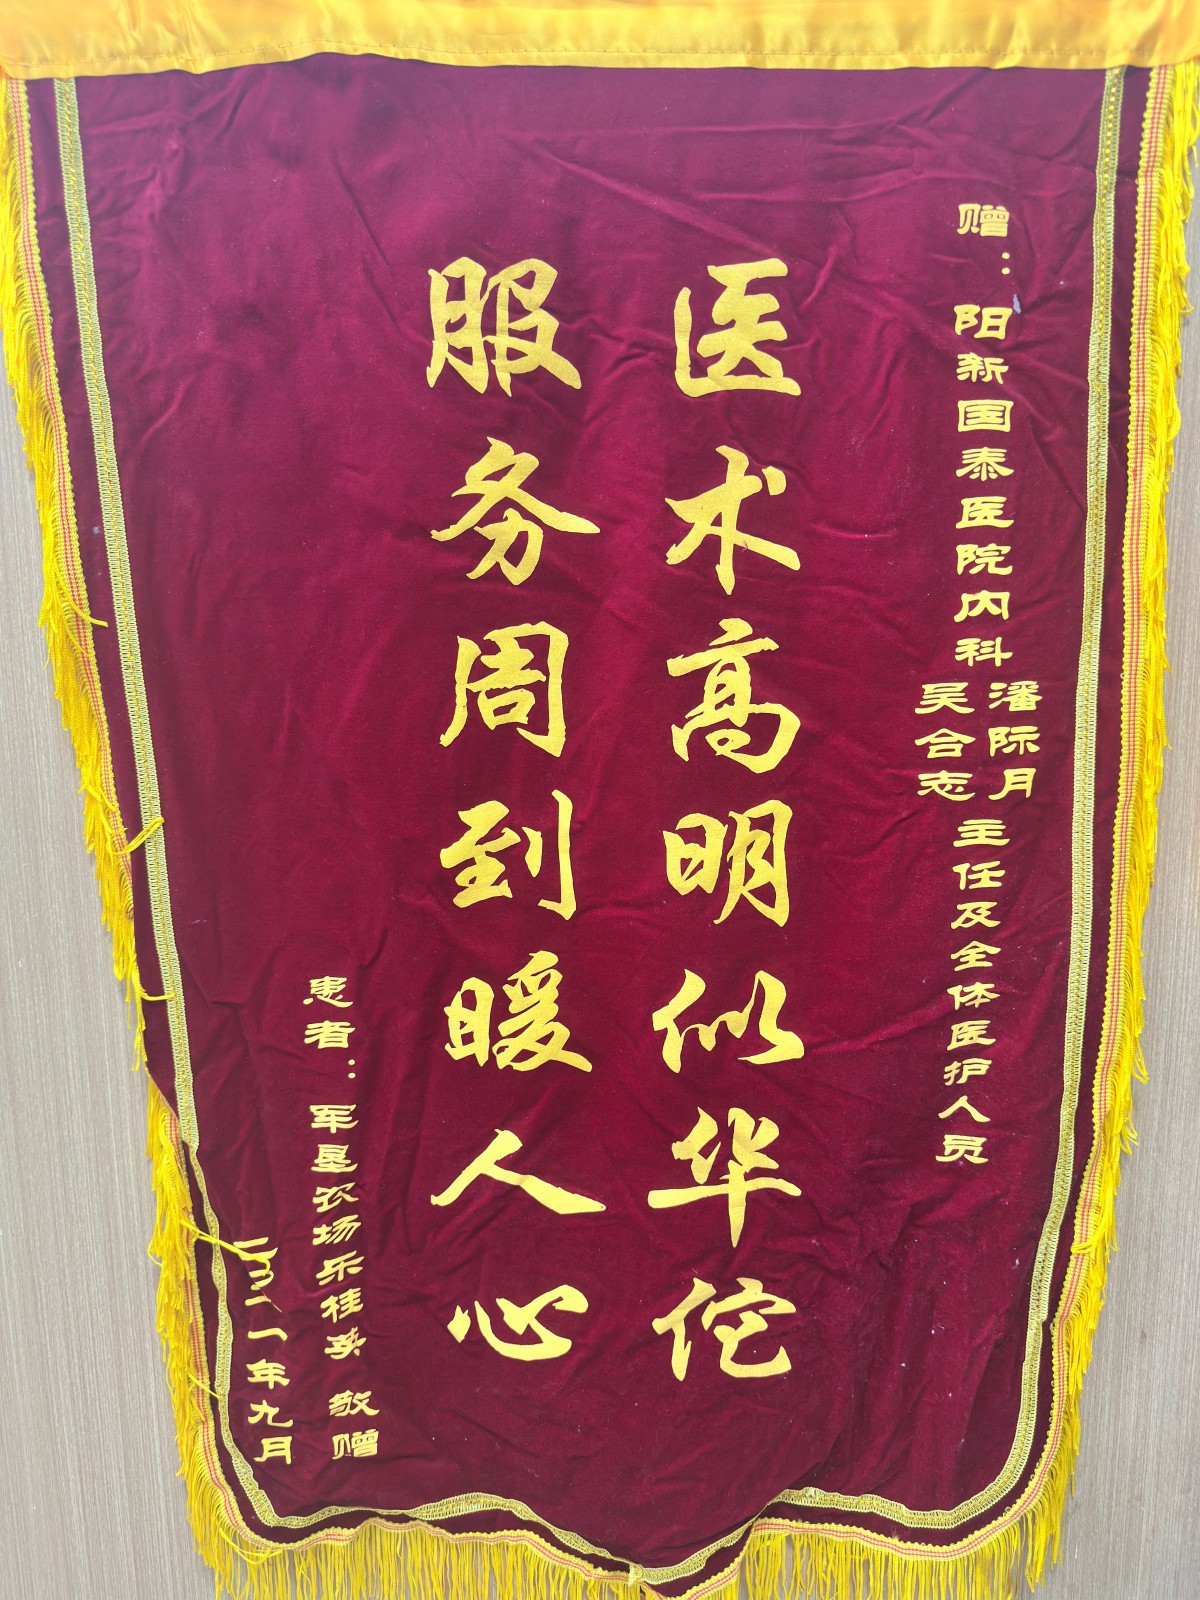 赠：阳新国泰医院内科
潘际月
吴合志
主任及全体医护人员
医术高明似华佗
服务周到暖人心
患者：军垦农场乐桂英 敬赠
二〇二一年九月